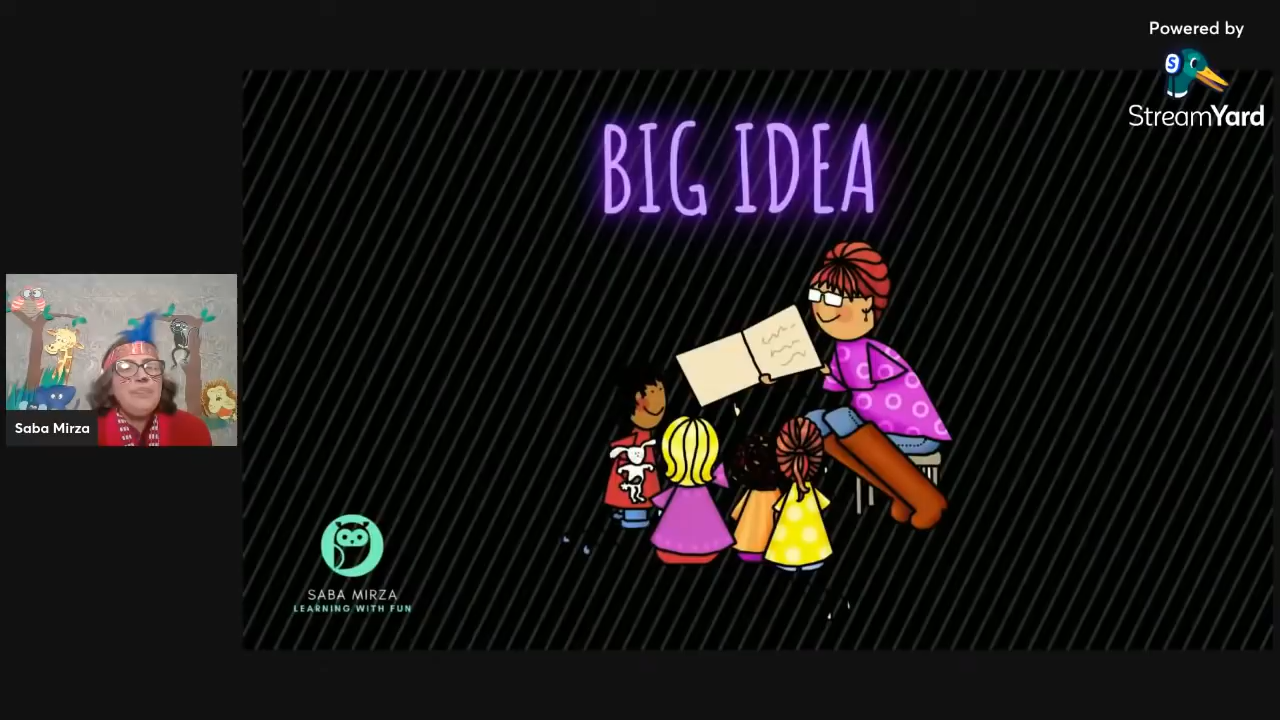 Powered by
StreamYard
BIG IDEA
Saba Mirza
SABA MIRZA
LEARNING WITH FUN